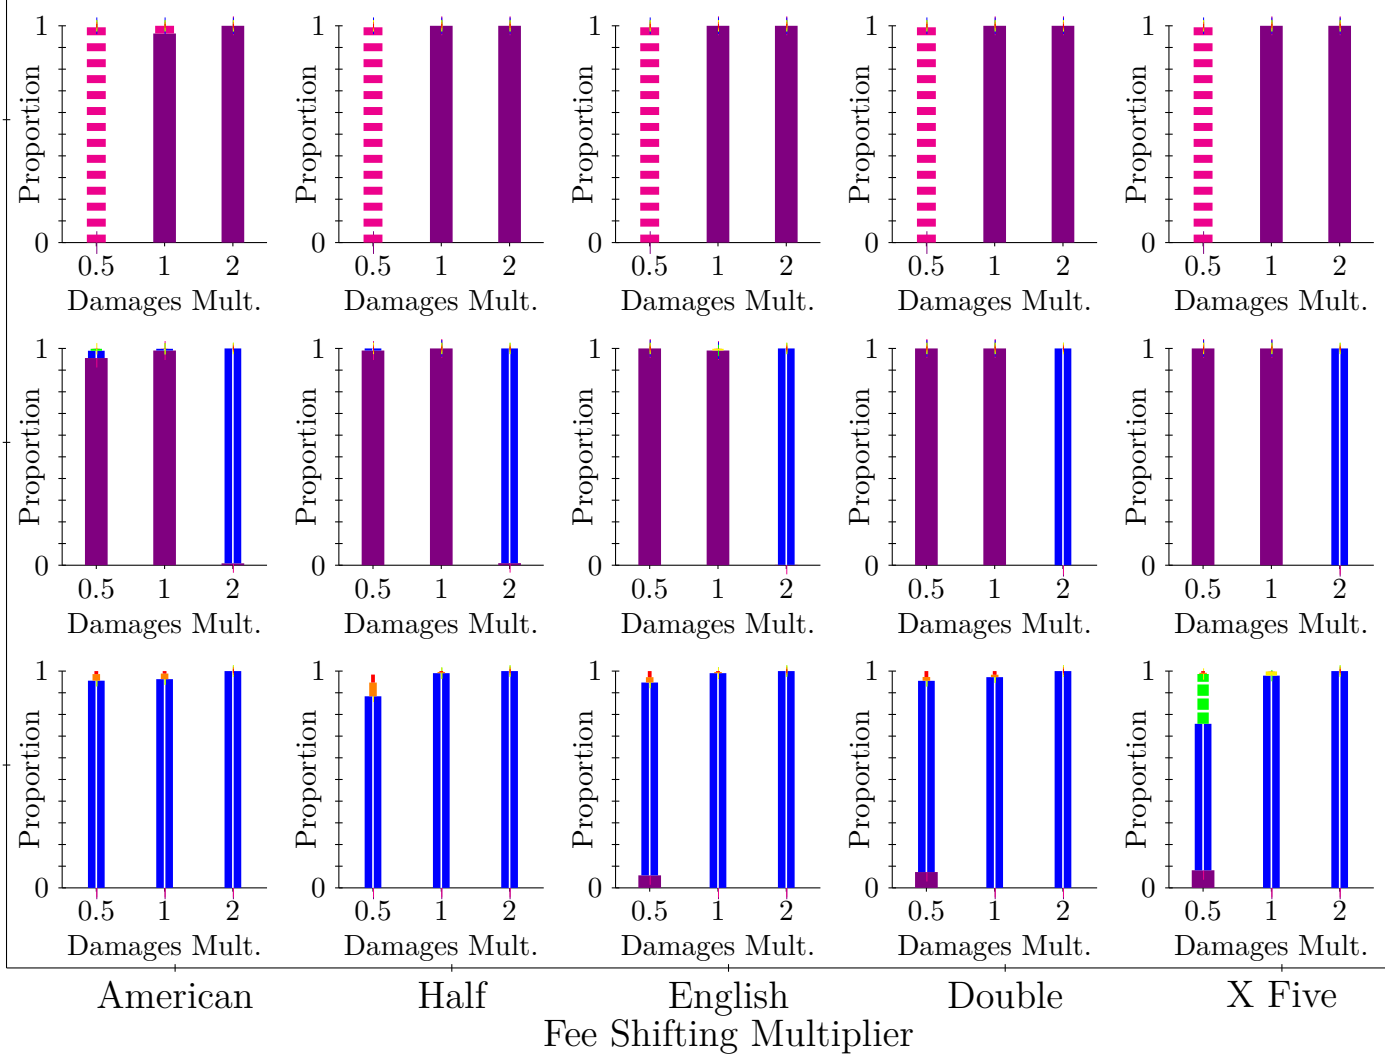 1 1 1 1 1
Proportion Proportion Proportion Proportion Proportion
0 0 0 0 0
0.5 1 2 0.5 1 2 0.5 1 2 0.5 1 2 0.5 1 2
Damages Mult. Damages Mult. Damages Mult. Damages Mult. Damages Mult.
1 1 1 1 1
Proportion Proportion Proportion Proportion Proportion
0 0 0 0 0
0.5 1 2 0.5 1 2 0.5 1 2 0.5 1 2 0.5 1 2
Damages Mult. Damages Mult. Damages Mult. Damages Mult. Damages Mult.
1 1 1 1 1
Proportion Proportion Proportion Proportion Proportion
0 0 0 0 0
0.5 1 2 0.5 1 2 0.5 1 2 0.5 1 2 0.5 1 2
Damages Mult. Damages Mult. Damages Mult. Damages Mult. Damages Mult.
American Half English Double X Five
Fee Shifting Multiplier